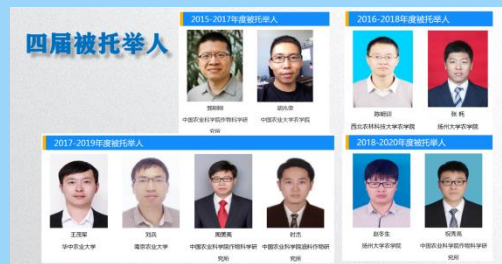 四届被托举人
2015-2017年度被托举人
中国农业科学院作物科学研
究所
中国农业大学农学院
2016-2018年度被托举人
西北农林科技大学农学院
扬州大学农学院
2017-2019年度被托举人
王茂军
刘兵
周美亮
时杰
华中农业大学
南京农业大学
中国农业科学院作物科学研
究所
中国农业科学院油料作物研
究所
2018-2020年度被托举人
扬州大学农学院
中国农业科学院作物科学研
究所